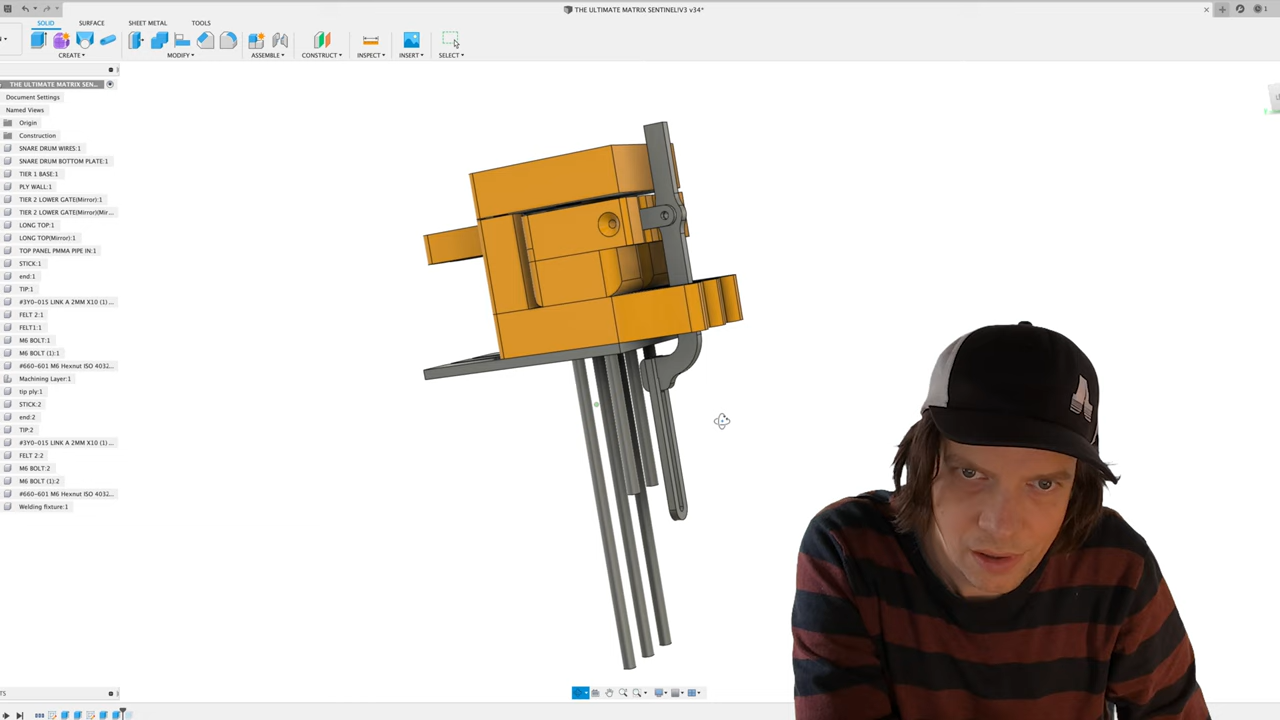 THE ULTIMATE MATRIX SENTINEL!V3 v34*
SOLID SURFACE SHEET METAL TOOLS
CREATE MODIFY ASSEMBLE CONSTRUCT INSPECT INSERT SELECT
1
THE ULTIMATE MATRIX SEN...
Document Settings
Named Views
Origin
Construction
SNARE DRUM WIRES:1
SNARE DRUM BOTTOM PLATE:1
TIER 1 BASE:1
PLY WALL:1
TIER 2 LOWER GATE(Mirror):1
TIER 2 LOWER GATE(Mirror)(Mir...
LONG TOP:1
LONG TOP(Mirror):1
TOP PANEL PMMA PIPE IN:1
STICK:1
end:1
TIP:1
#3Y0-015 LINK A 2MM X10 (1) ...
FELT 2:1
FELT1:1
M6 BOLT:1
M6 BOLT (1):1
#660-601 M6 Hexnut ISO 4032...
Machining Layer:1
tip ply:1
STICK:2
end:2
TIP:2
#3Y0-015 LINK A 2MM X10 (1) ...
FELT 2:2
M6 BOLT:2
M6 BOLT (1):2
#660-601 M6 Hexnut ISO 4032...
Welding fixture:1
TS